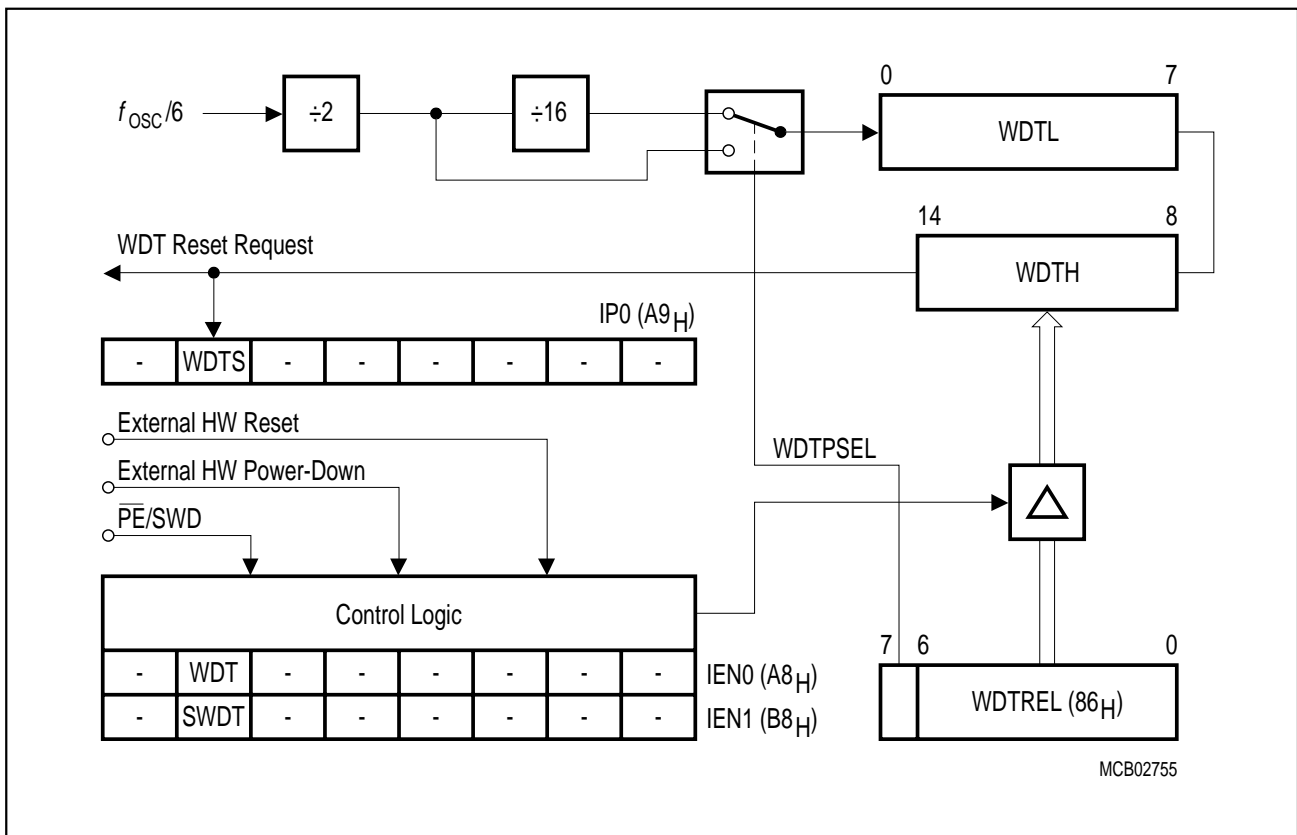 0 7
fOSC/6 ÷2 ÷16 WDTL
14 8
WDT Reset Request
WDTH
IP0 (A9H)
- WDTS - - - - - -
External HW Reset
WDTPSEL
External HW Power-Down
PE/SWD
Control Logic
7 6 0
- WDT - - - - - - IEN0 (A8H)
WDTREL (86H)
- SWDT - - - - - - IEN1 (B8H)
MCB02755